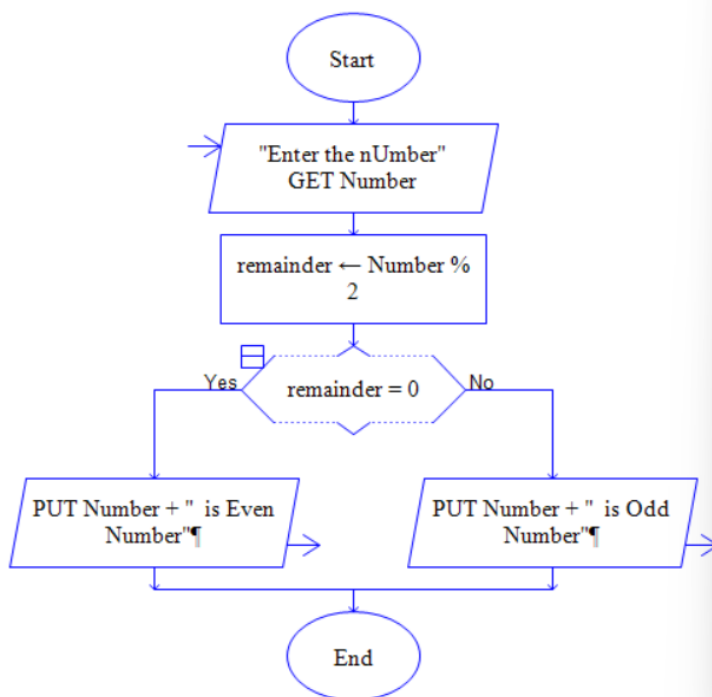 Start
"Enter the nUmber"
GET Number
remainder ← Number %
2
Yes
remainder = 0
No
PUT Number + "  is Even
Number"¶
PUT Number + "  is Odd
Number"¶
End